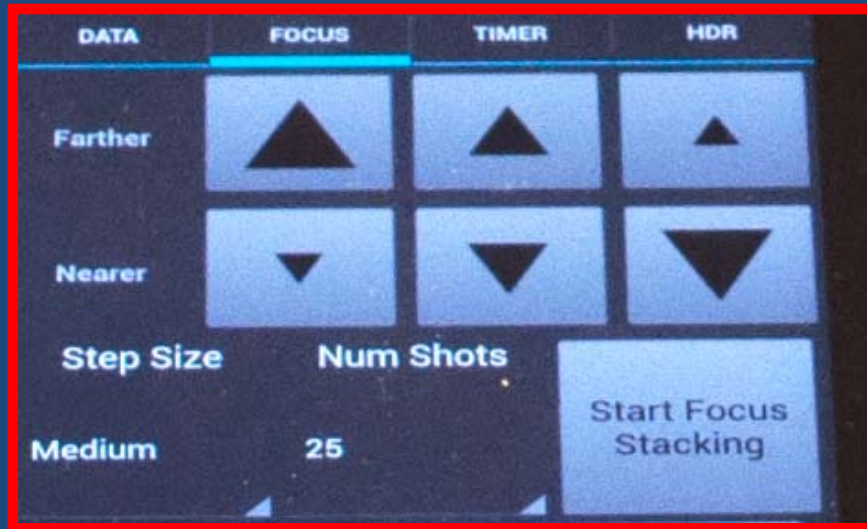 DATA FOCUS TIMER HDR
Farther
Nearer
Step Size Num Shots
Medium 25
Start Focus
Stacking